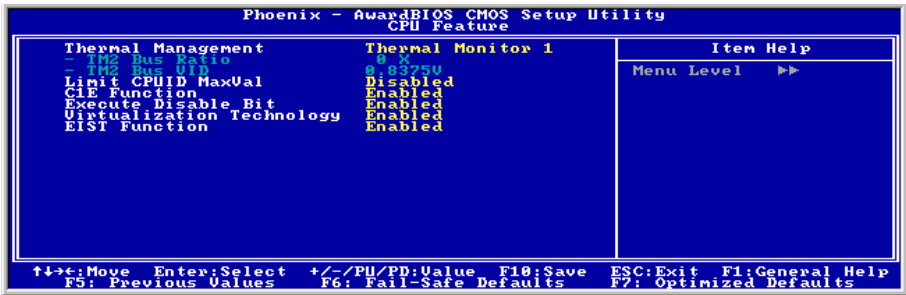 Phoenix - AwardBIOS CMOS Setup Utility
CPU Feature
Thermal Management Thermal Monitor 1
- TM2 Bus Ratio 0 X
- TM2 Bus VID 0.8375V
Limit CPUID MaxVal Disabled
C1E Function Enabled
Execute Disable Bit Enabled
Virtualization Technology Enabled
EIST Function Enabled
Item Help
Menu Level ▶▶
↑↓→←:Move Enter:Select +/-/PU/PD:Value F10:Save ESC:Exit F1:General Help
F5: Previous Values F6: Fail-Safe Defaults F7: Optimized Defaults